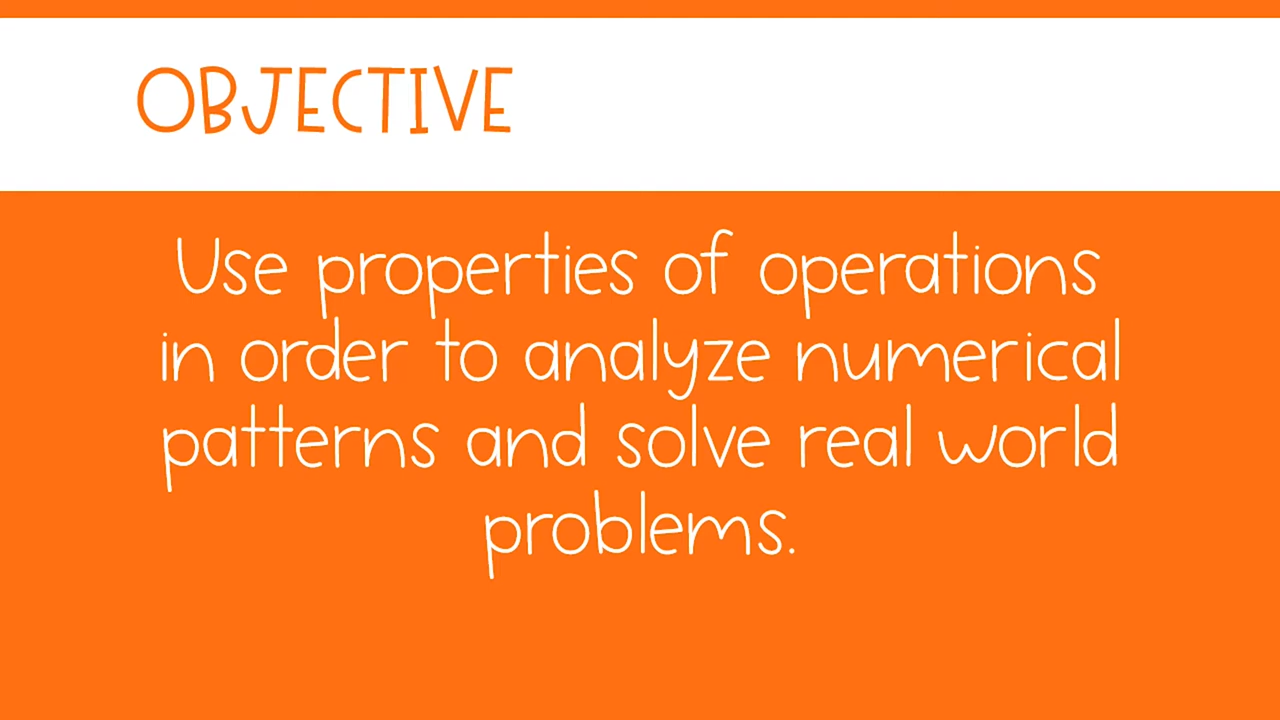 OBJECTIVE
Use properties of operations
in order to analyze numerical
patterns and solve real world
problems.